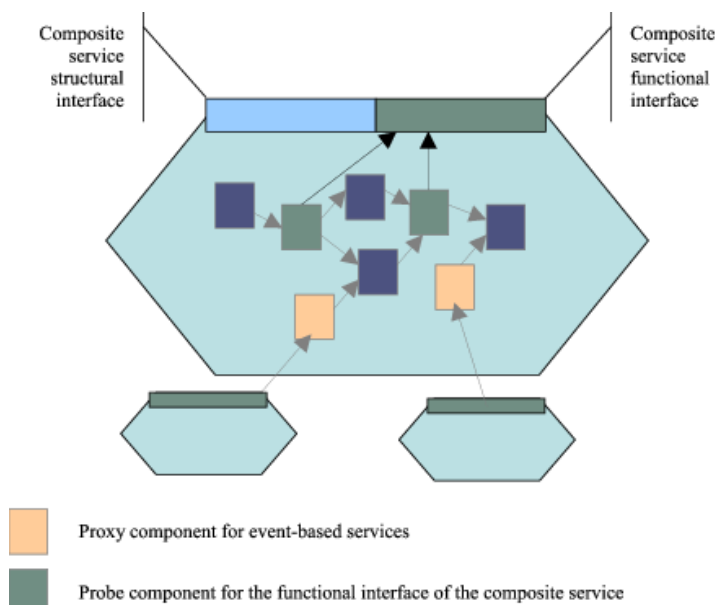 Composite
service
structural
interface
Composite
service
functional
interface
Proxy component for event-based services
Probe component for the functional interface of the composite service